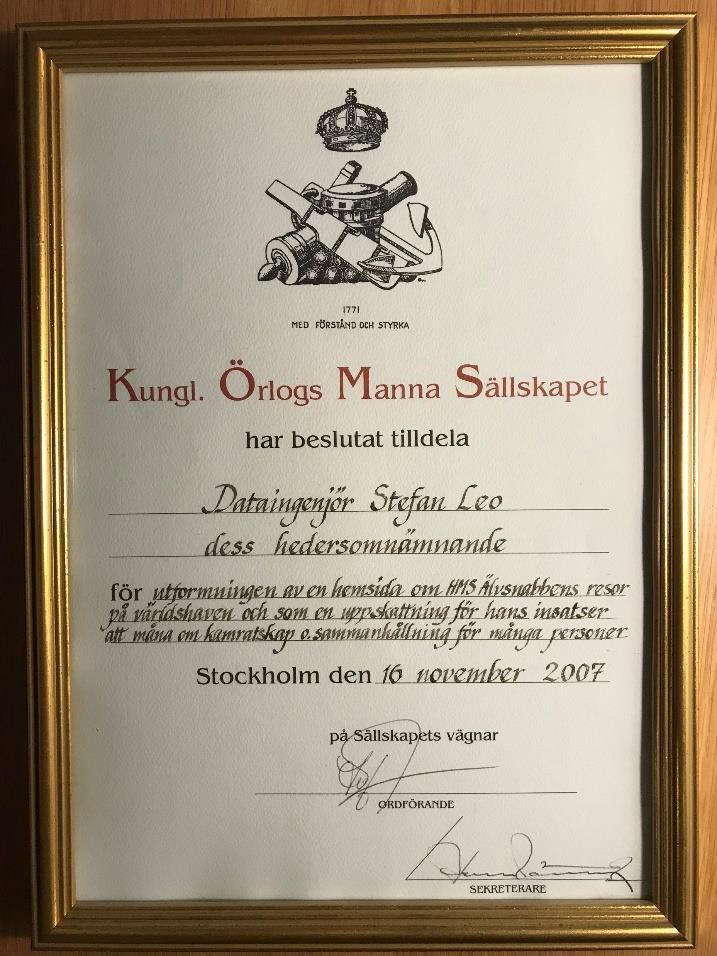 1771
MED FÖRSTÅND OCH STYRKA
Kungl. Örlogs Manna Sällskapet
har beslutat tilldela
Dataingenjör Stefan Leo
dess hedersomnämnande
för utformningen av en hemsida om HMS Älvsnabbens resor
på världshaven och som en uppskattning för hans insatser
att måna om kamratskap o. sammanhållning för många personer
Stockholm den 16 november 2007
på Sällskapets vägnar
ORDFÖRANDE
SEKRETERARE